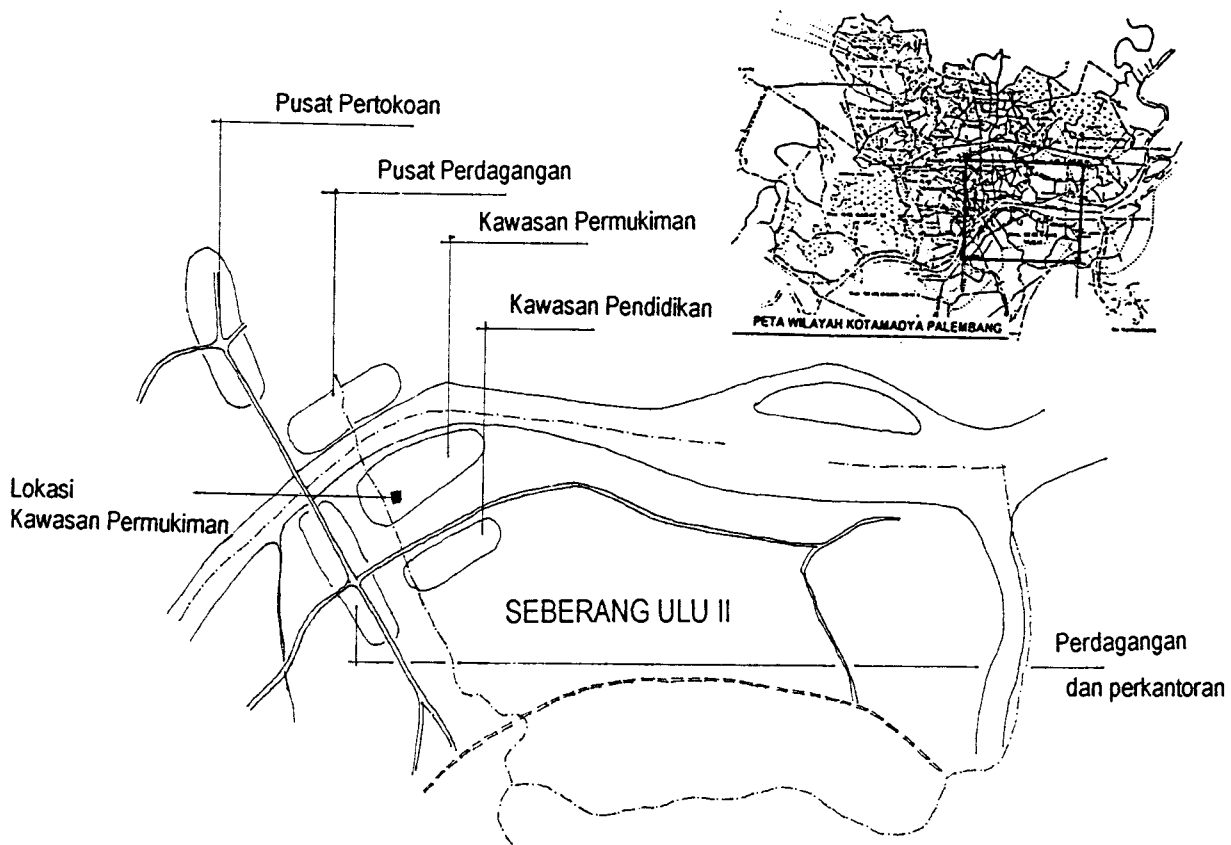 Pusat Pertokoan
Pusat Perdagangan
Kawasan Permukiman
Kawasan Pendidikan
PETA WILAYAH KOTAMADYA PALEMBANG
Lokasi
Kawasan Permukiman
SEBERANG ULU II
Perdagangan
dan perkantoran